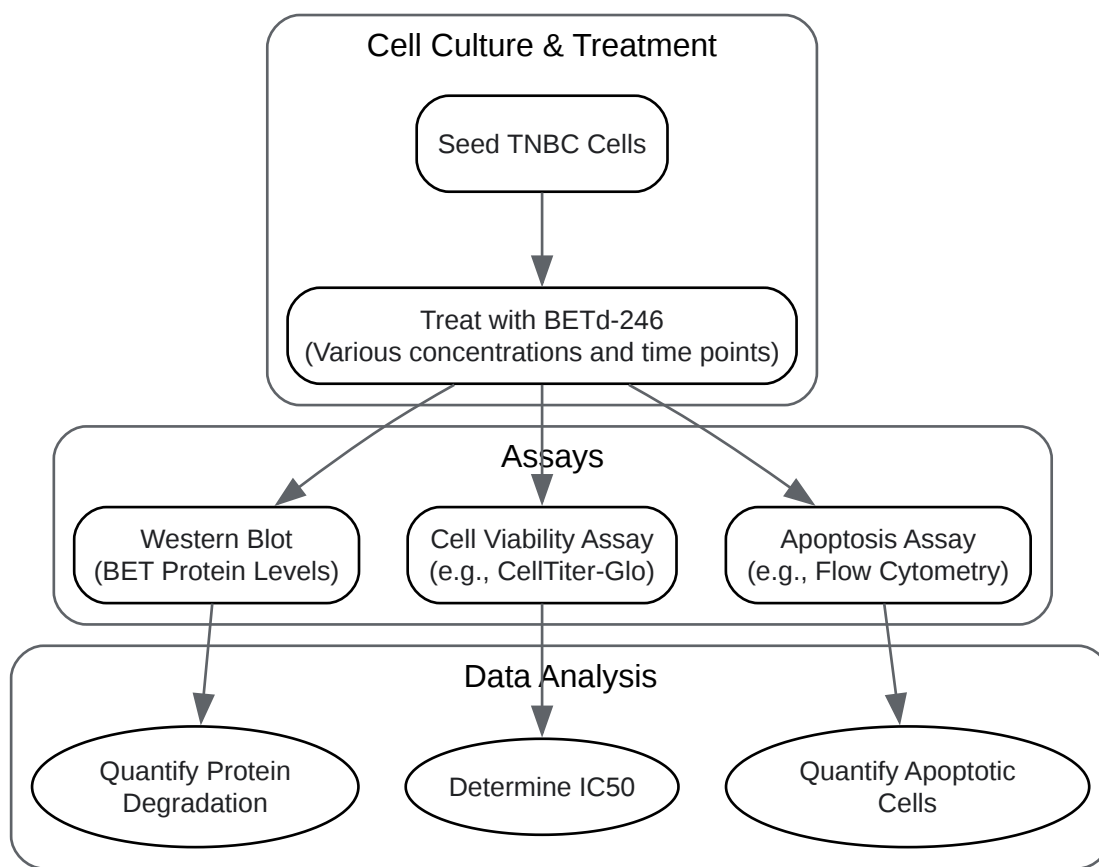 Cell Culture & Treatment
Seed TNBC Cells
Treat with BETd-246
(Various concentrations and time points)
Assays
Western Blot
(BET Protein Levels)
Cell Viability Assay
(e.g., CellTiter-Glo)
Apoptosis Assay
(e.g., Flow Cytometry)
Data Analysis
Quantify Protein
Degradation
Determine IC50
Quantify Apoptotic
Cells